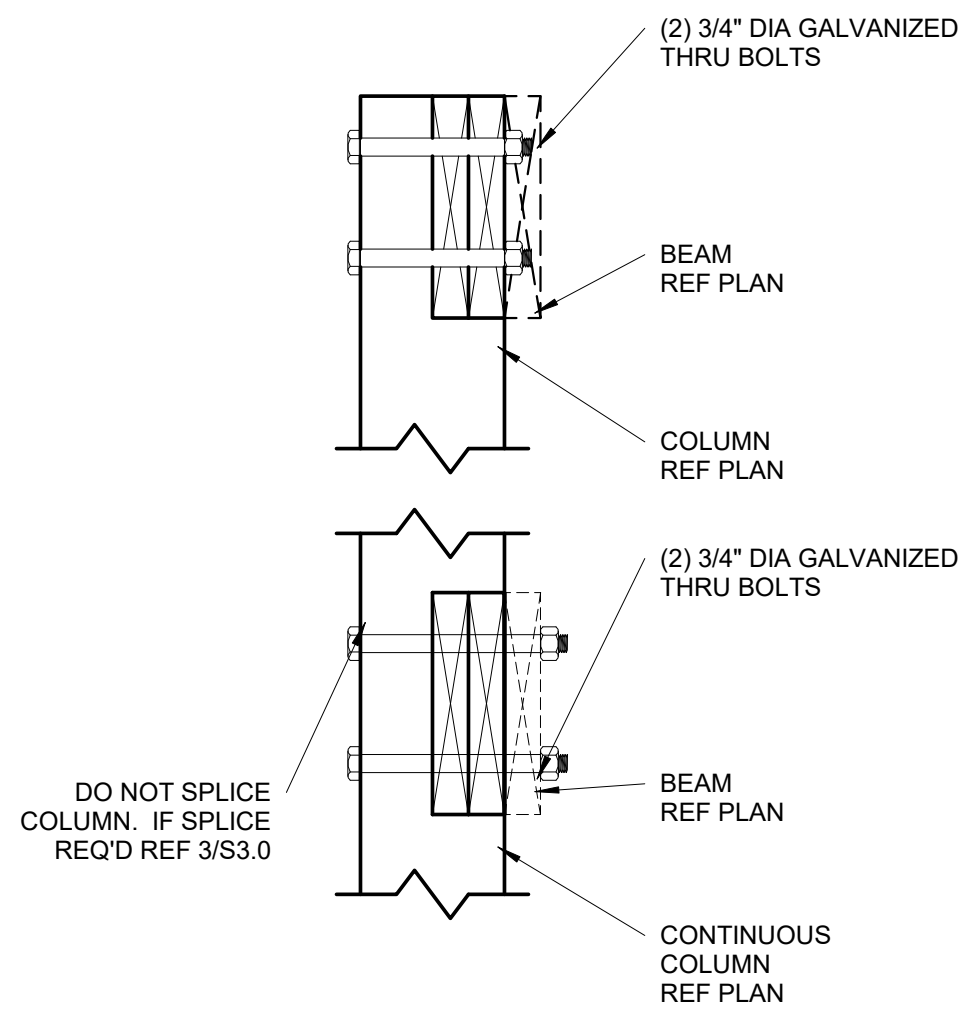 (2) 3/4" DIA GALVANIZED
THRU BOLTS
BEAM
REF PLAN
COLUMN
REF PLAN
(2) 3/4" DIA GALVANIZED
THRU BOLTS
DO NOT SPLICE
COLUMN. IF SPLICE
REQ'D REF 3/S3.0
BEAM
REF PLAN
CONTINUOUS
COLUMN
REF PLAN